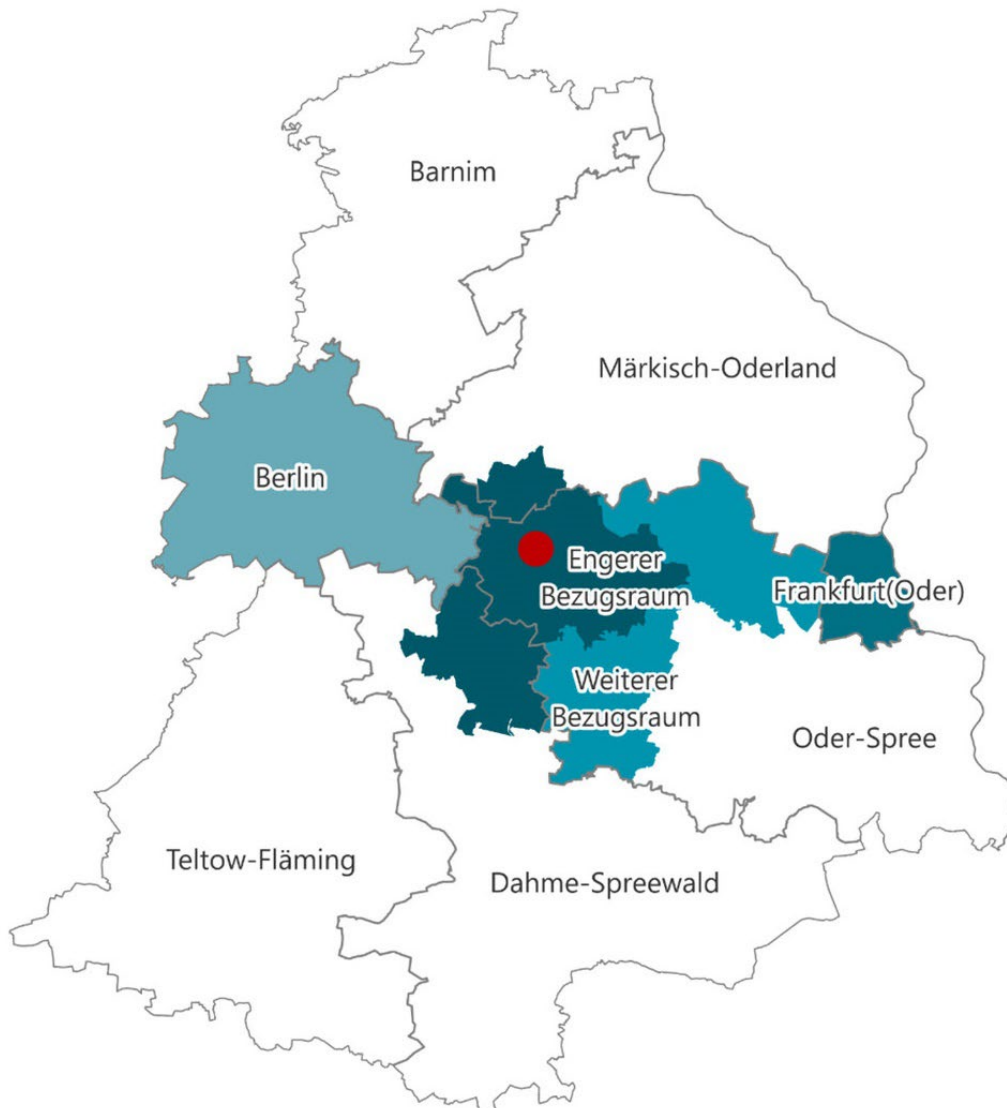 Barnim
Märkisch-Oderland
Berlin
Engerer
Bezugsraum
Frankfurt(Oder)
Weiterer
Bezugsraum
Oder-Spree
Teltow-Fläming
Dahme-Spreewald